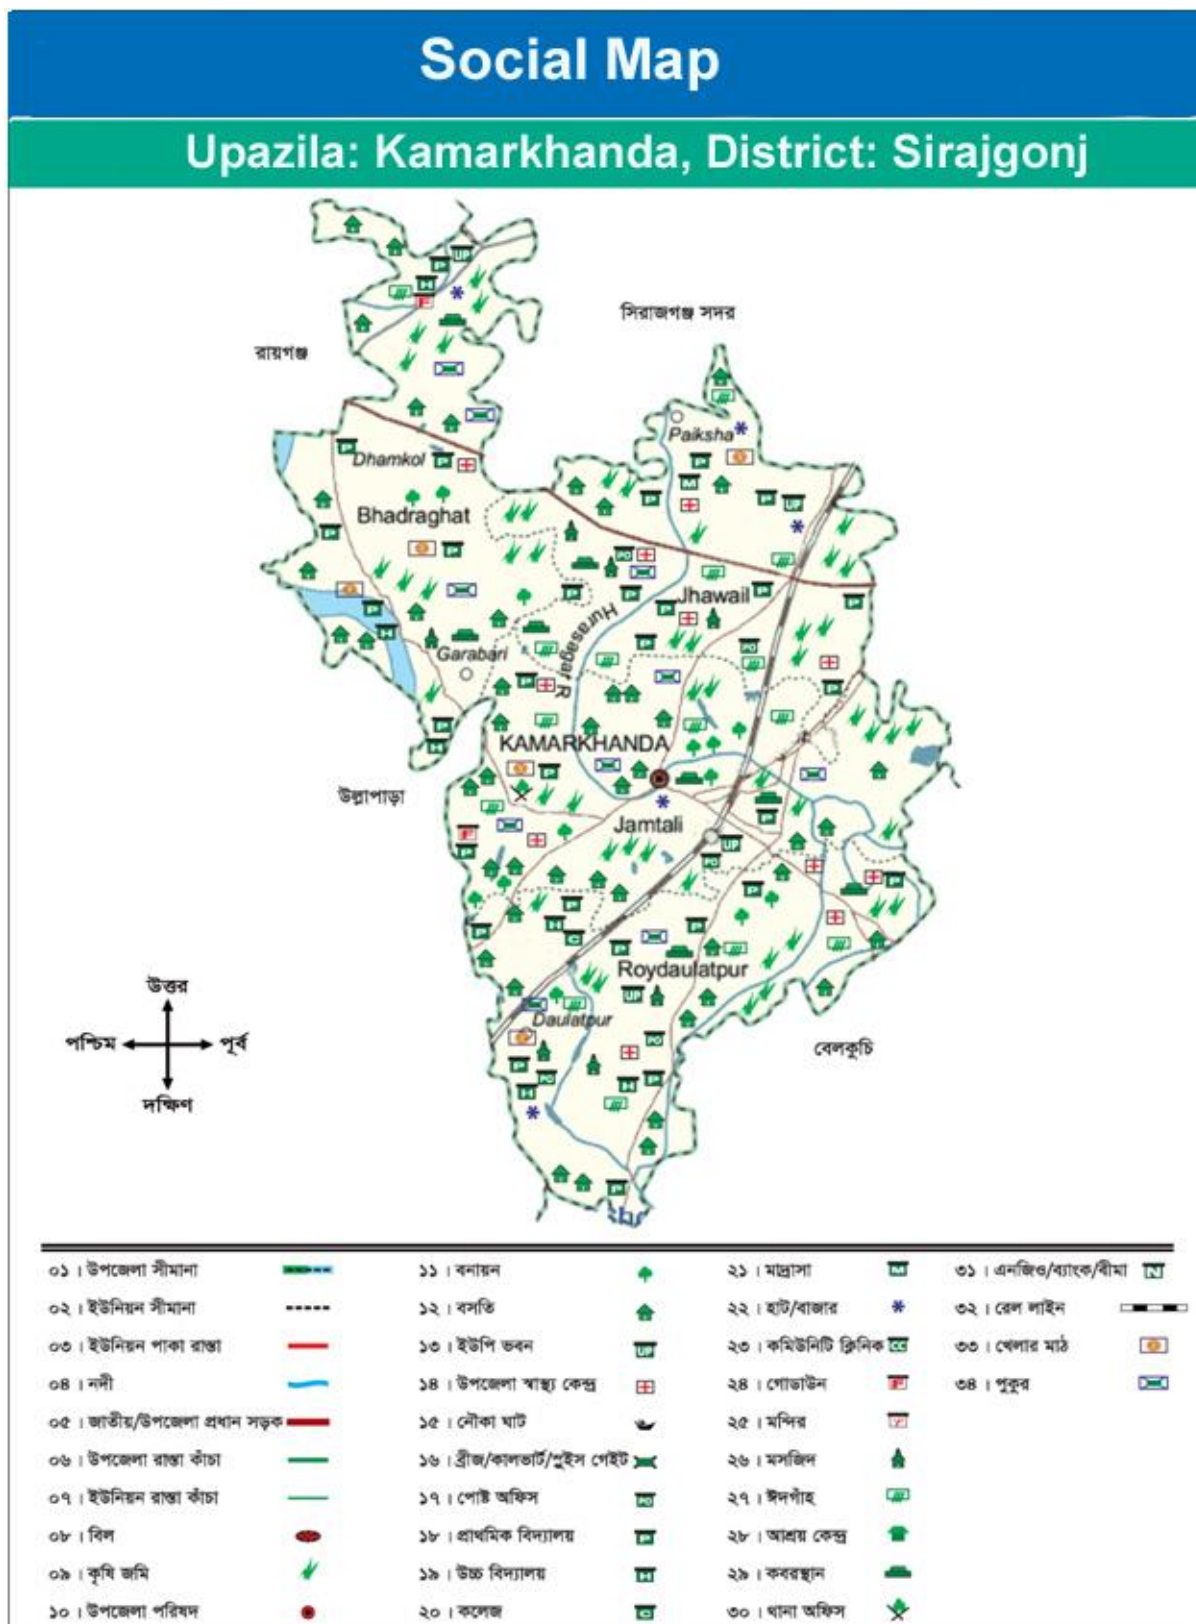 Social Map
Upazila: Kamarkhanda, District: Sirajgonj
সিরাজগঞ্জ সদর
রায়গঞ্জ
Paiksha
Dhamkol
Bhadraghat
Jhawail
Hurasagar R
Garabari
KAMARKHANDA
উল্লাপাড়া
Jamtali
Roydaulatpur
Daulatpur
উত্তর
পশ্চিম
পূর্ব
দক্ষিণ
বেলকুচি
০১। উপজেলা সীমানা
০২। ইউনিয়ন সীমানা
০৩। ইউনিয়ন পাকা রাস্তা
০৪। নদী
০৫। জাতীয়/উপজেলা প্রধান সড়ক
০৬। উপজেলা রাস্তা কাঁচা
০৭। ইউনিয়ন রাস্তা কাঁচা
০৮। বিল
০৯। কৃষি জমি
১০। উপজেলা পরিষদ
১১। বনায়ন
১২। বসতি
১৩। ইউপি ভবন UP
১৪। উপজেলা স্বাস্থ্য কেন্দ্র
১৫। নৌকা ঘাট
১৬। ব্রীজ/কালভার্ট/স্লুইস গেইট
১৭। পোষ্ট অফিস PO
১৮। প্রাথমিক বিদ্যালয় P
১৯। উচ্চ বিদ্যালয় H
২০। কলেজ C
২১। মাদ্রাসা M
২২। হাট/বাজার
২৩। কমিউনিটি ক্লিনিক CC
২৪। গোডাউন F
২৫। মন্দির
২৬। মসজিদ
২৭। ঈদগাঁহ
২৮। আশ্রয় কেন্দ্র
২৯। কবরস্থান
৩০। থানা অফিস
৩১। এনজিও/ব্যাংক/বীমা N
৩২। রেল লাইন
৩৩। খেলার মাঠ
৩৪। পুকুর